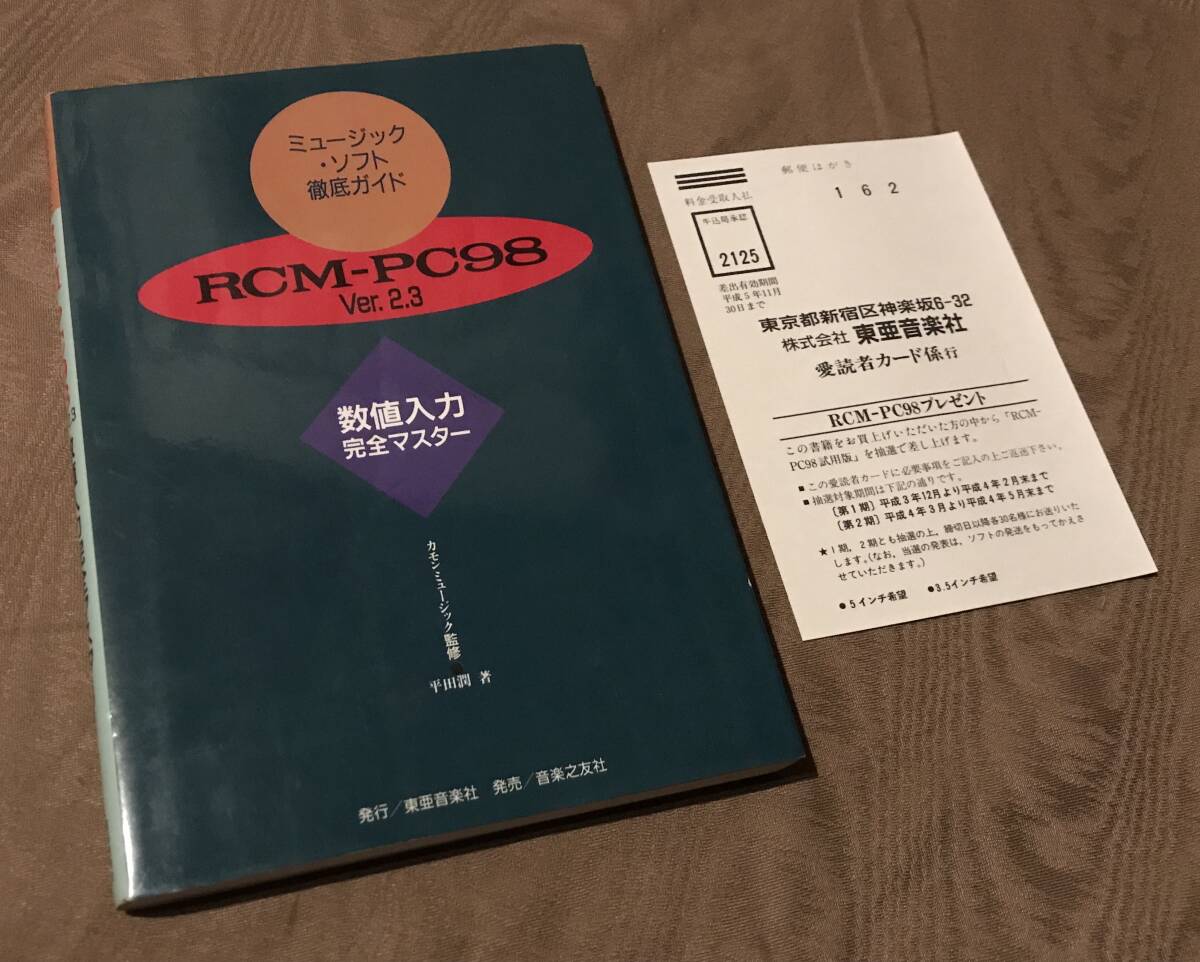 ミュージック
・ソフト
徹底ガイド
RCM-PC98
Ver. 2.3
数値入力
完全マスター
カモンミュージック監修
平田潤 著
発行/東亜音楽社 発売/音楽之友社
郵便はがき
162
料金受取人払
牛込局承認
2125
差出有効期間
平成5年11月
30日まで
東京都新宿区神楽坂6-32
株式会社 東亜音楽社
愛読者カード係行
RCM-PC98プレゼント
この書籍をお買上げいただいた方の中から「RCM-
PC98試用版」を抽選で差し上げます。
■この愛読者カードに必要事項をご記入の上ご返送下さい。
■抽選対象期間は下記の通りです。
〔第1期〕平成3年12月より平成4年2月末まで
〔第2期〕平成4年3月より平成4年5月末まで
★1期，2期とも抽選の上，締切日以降各30名様にお送りいた
します。(なお，当選の発表は，ソフトの発送をもってかえさ
せていただきます。)
●5インチ希望 ●3.5インチ希望